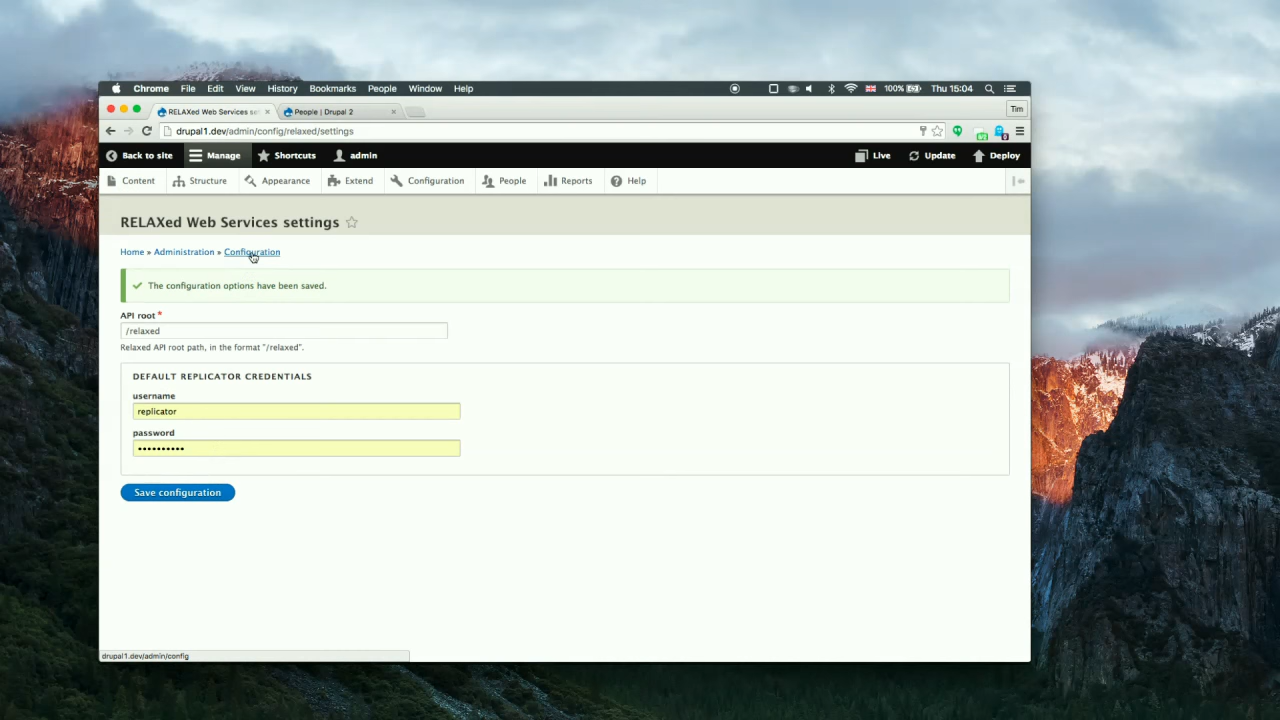 Chrome File Edit View History Bookmarks People Window Help 100% Thu 15:04
RELAXed Web Services set × People | Drupal 2 × Tim
drupal1.dev/admin/config/relaxed/settings
Back to site Manage Shortcuts admin Live Update Deploy
Content Structure Appearance Extend Configuration People Reports Help
RELAXed Web Services settings
Home » Administration » Configuration
The configuration options have been saved.
API root *
/relaxed
Relaxed API root path, in the format "/relaxed".
DEFAULT REPLICATOR CREDENTIALS
username
replicator
password
••••••••••
Save configuration
drupal1.dev/admin/config